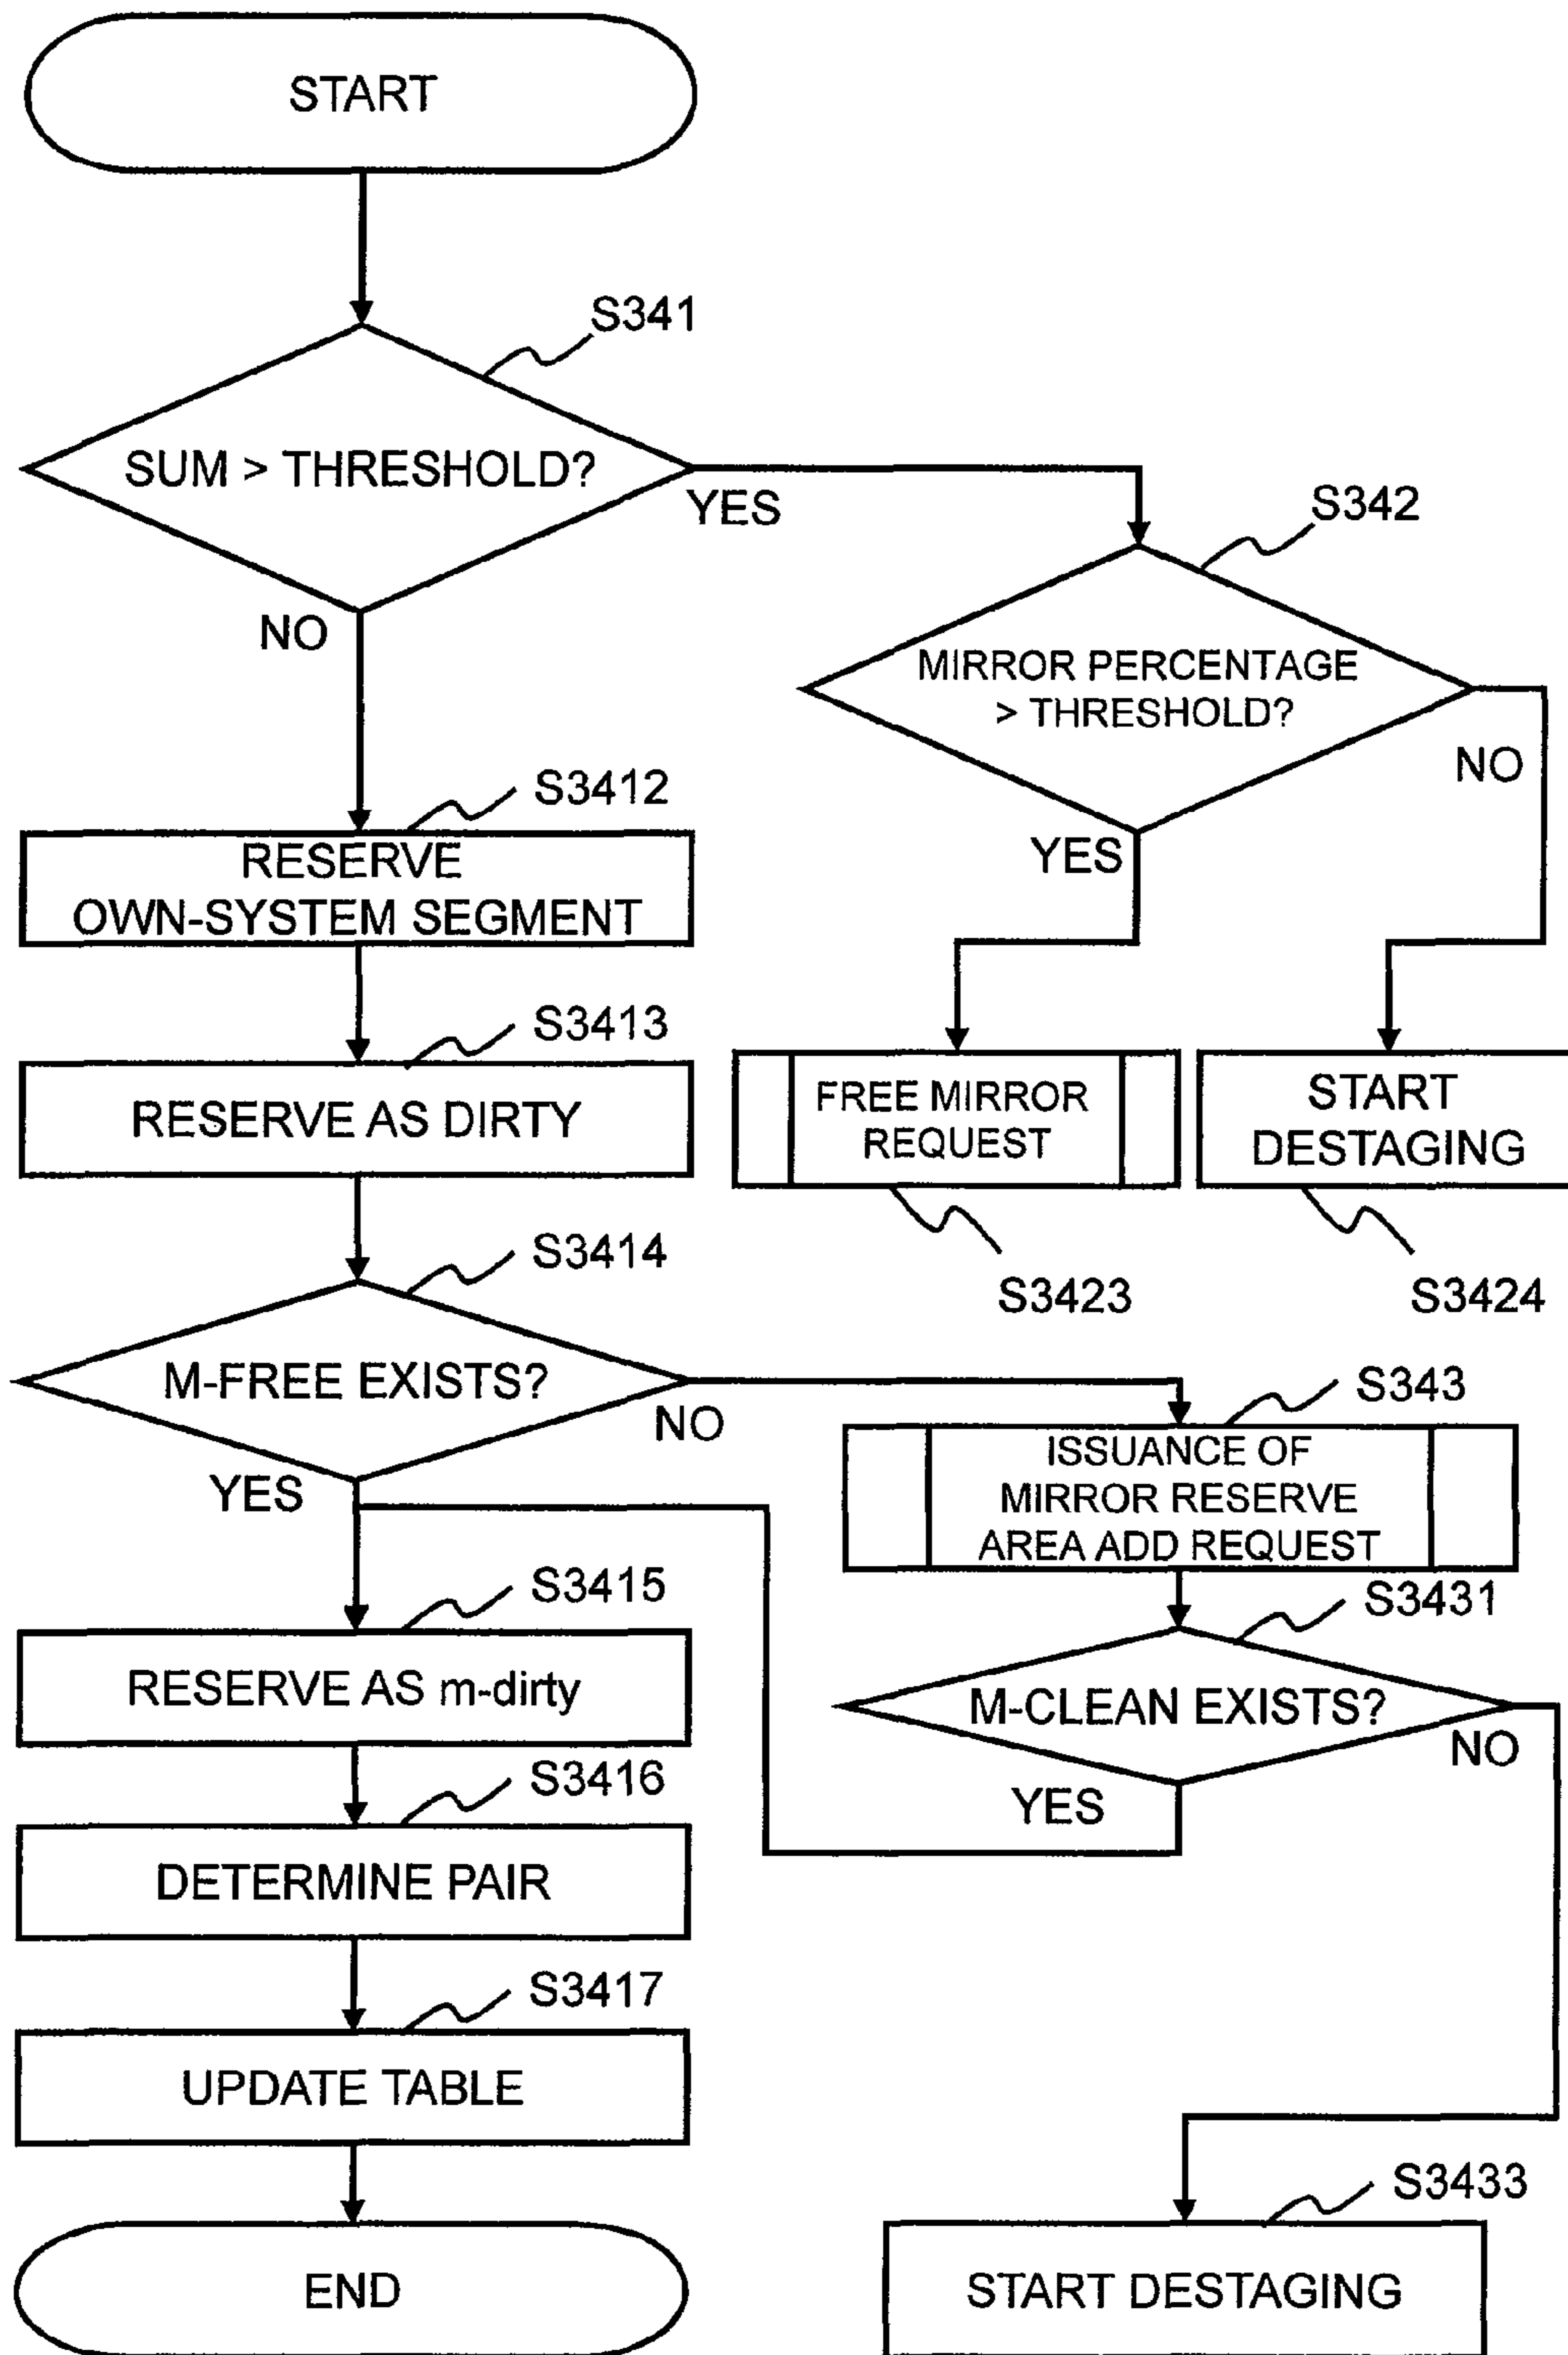 START
S341
SUM > THRESHOLD?
YES
NO
S342
MIRROR PERCENTAGE
> THRESHOLD?
NO
YES
S3412
RESERVE
OWN-SYSTEM SEGMENT
S3413
RESERVE AS DIRTY
FREE MIRROR
REQUEST
START
DESTAGING
S3423
S3424
S3414
M-FREE EXISTS?
NO
YES
S343
ISSUANCE OF
MIRROR RESERVE
AREA ADD REQUEST
S3415
RESERVE AS m-dirty
S3431
M-CLEAN EXISTS?
NO
YES
S3416
DETERMINE PAIR
S3417
UPDATE TABLE
END
S3433
START DESTAGING